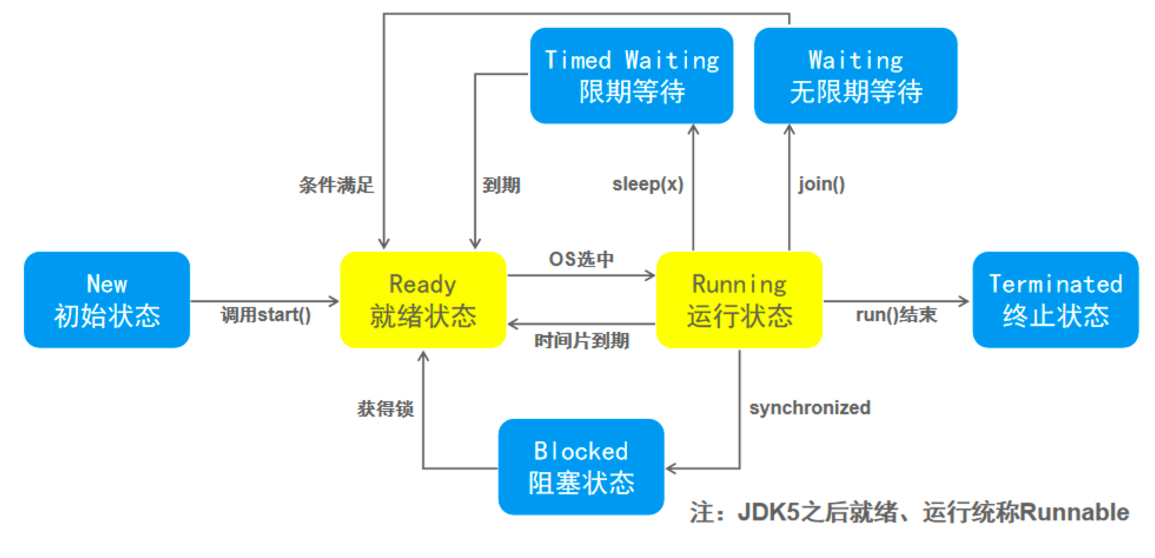 Timed Waiting
限期等待
Waiting
无限期等待
条件满足
到期
sleep(x)
join()
New
初始状态
调用start()
Ready
就绪状态
OS选中
时间片到期
Running
运行状态
run()结束
Terminated
终止状态
获得锁
synchronized
Blocked
阻塞状态
注：JDK5之后就绪、运行统称Runnable